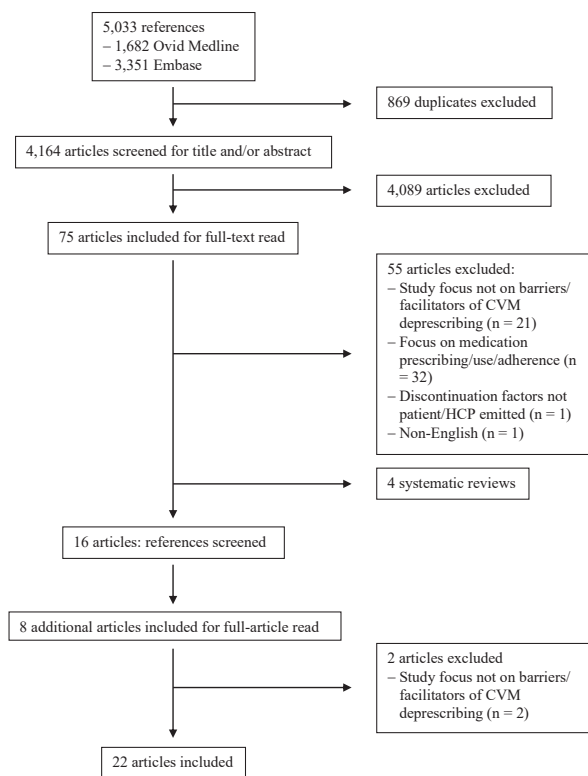 5,033 references
– 1,682 Ovid Medline
– 3,351 Embase
869 duplicates excluded
4,164 articles screened for title and/or abstract
4,089 articles excluded
75 articles included for full-text read
55 articles excluded:
– Study focus not on barriers/
facilitators of CVM
deprescribing (n = 21)
– Focus on medication
prescribing/use/adherence (n
= 32)
– Discontinuation factors not
patient/HCP emitted (n = 1)
– Non-English (n = 1)
4 systematic reviews
16 articles: references screened
8 additional articles included for full-article read
2 articles excluded
– Study focus not on barriers/
facilitators of CVM
deprescribing (n = 2)
22 articles included